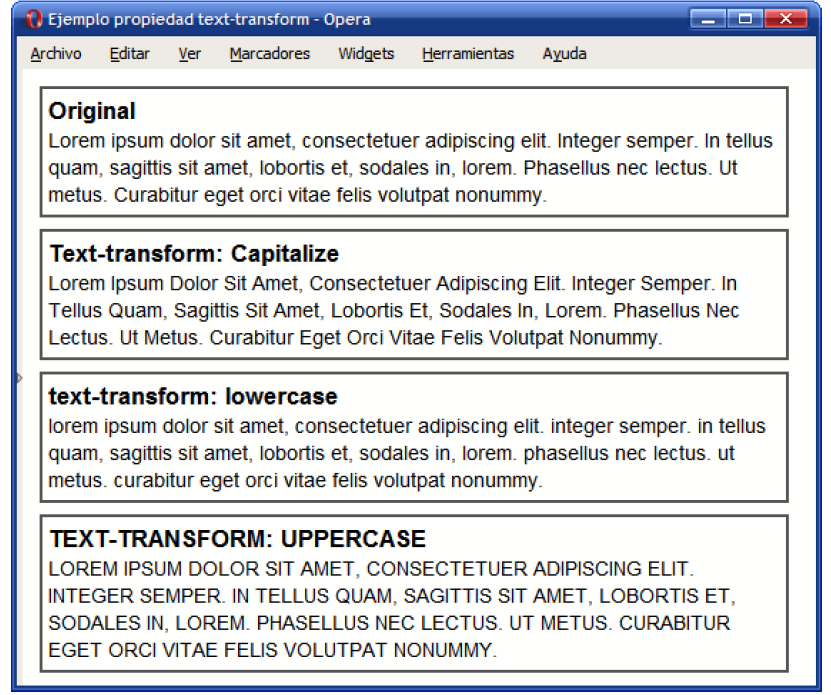 Ejemplo propiedad text-transform - Opera
Archivo Editar Ver Marcadores Widgets Herramientas Ayuda
Original
Lorem ipsum dolor sit amet, consectetuer adipiscing elit. Integer semper. In tellus
quam, sagittis sit amet, lobortis et, sodales in, lorem. Phasellus nec lectus. Ut
metus. Curabitur eget orci vitae felis volutpat nonummy.
Text-transform: Capitalize
Lorem Ipsum Dolor Sit Amet, Consectetuer Adipiscing Elit. Integer Semper. In
Tellus Quam, Sagittis Sit Amet, Lobortis Et, Sodales In, Lorem. Phasellus Nec
Lectus. Ut Metus. Curabitur Eget Orci Vitae Felis Volutpat Nonummy.
text-transform: lowercase
lorem ipsum dolor sit amet, consectetuer adipiscing elit. integer semper. in tellus
quam, sagittis sit amet, lobortis et, sodales in, lorem. phasellus nec lectus. ut
metus. curabitur eget orci vitae felis volutpat nonummy.
TEXT-TRANSFORM: UPPERCASE
LOREM IPSUM DOLOR SIT AMET, CONSECTETUER ADIPISCING ELIT.
INTEGER SEMPER. IN TELLUS QUAM, SAGITTIS SIT AMET, LOBORTIS ET,
SODALES IN, LOREM. PHASELLUS NEC LECTUS. UT METUS. CURABITUR
EGET ORCI VITAE FELIS VOLUTPAT NONUMMY.